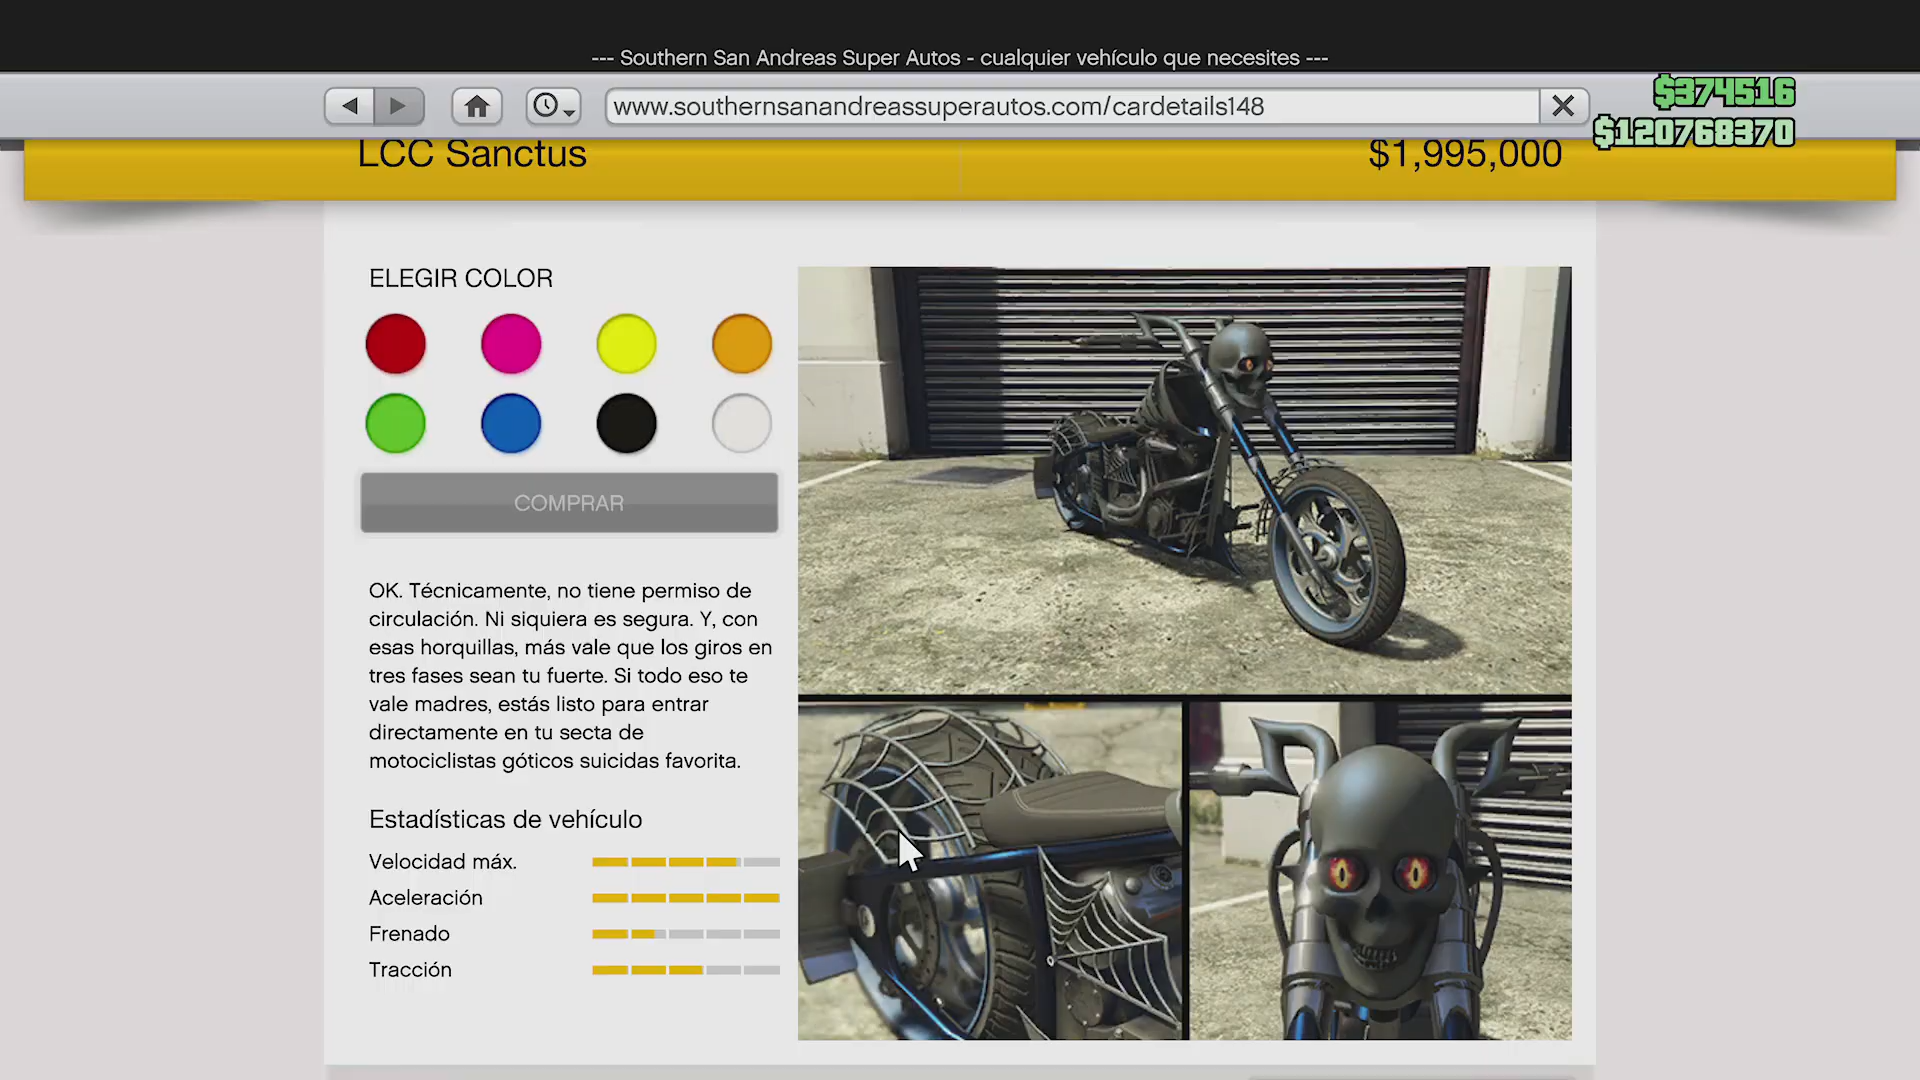 --- Southern San Andreas Super Autos - cualquier vehículo que necesites ---
www.southernsanandreassuperautos.com/cardetails148
$374516
$120768370
LCC Sanctus
$1,995,000
ELEGIR COLOR
COMPRAR
OK. Técnicamente, no tiene permiso de
circulación. Ni siquiera es segura. Y, con
esas horquillas, más vale que los giros en
tres fases sean tu fuerte. Si todo eso te
vale madres, estás listo para entrar
directamente en tu secta de
motociclistas góticos suicidas favorita.
Estadísticas de vehículo
Velocidad máx.
Aceleración
Frenado
Tracción